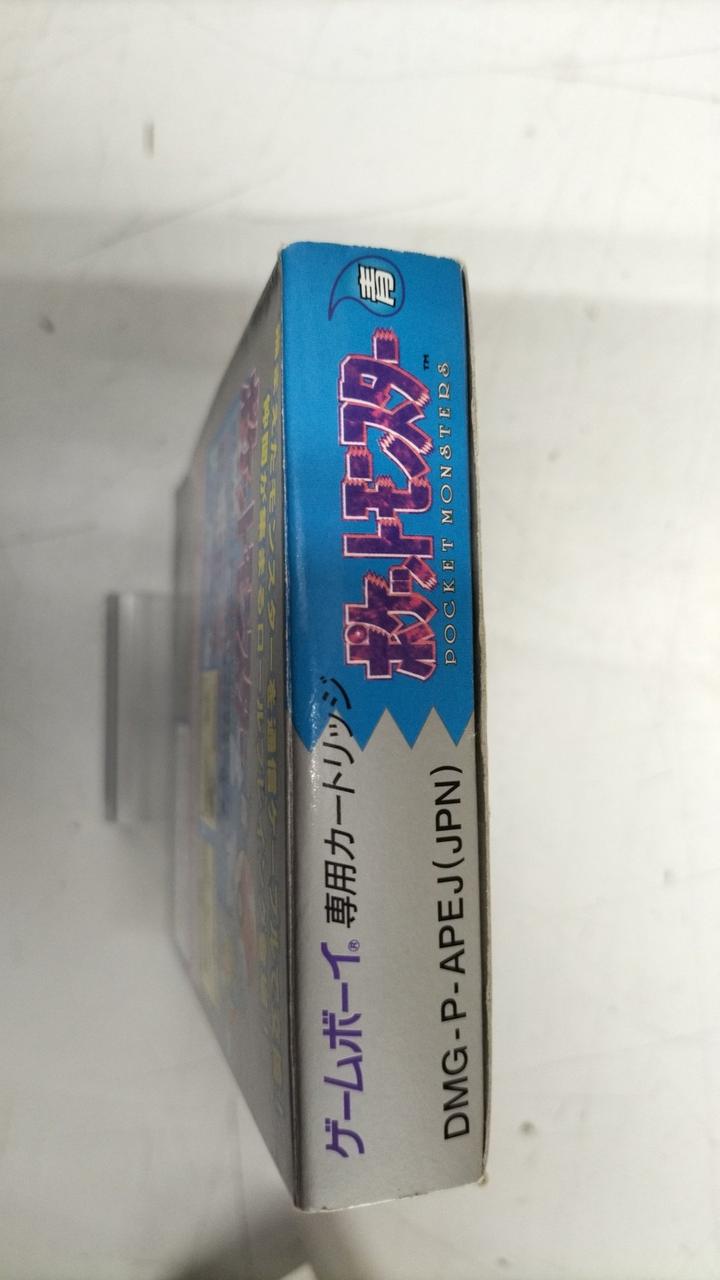 ゲームボーイ® 専用カートリッジ
DMG-P-APEJ(JPN)
ポケットモンスター 青
™
POCKET MONSTERS